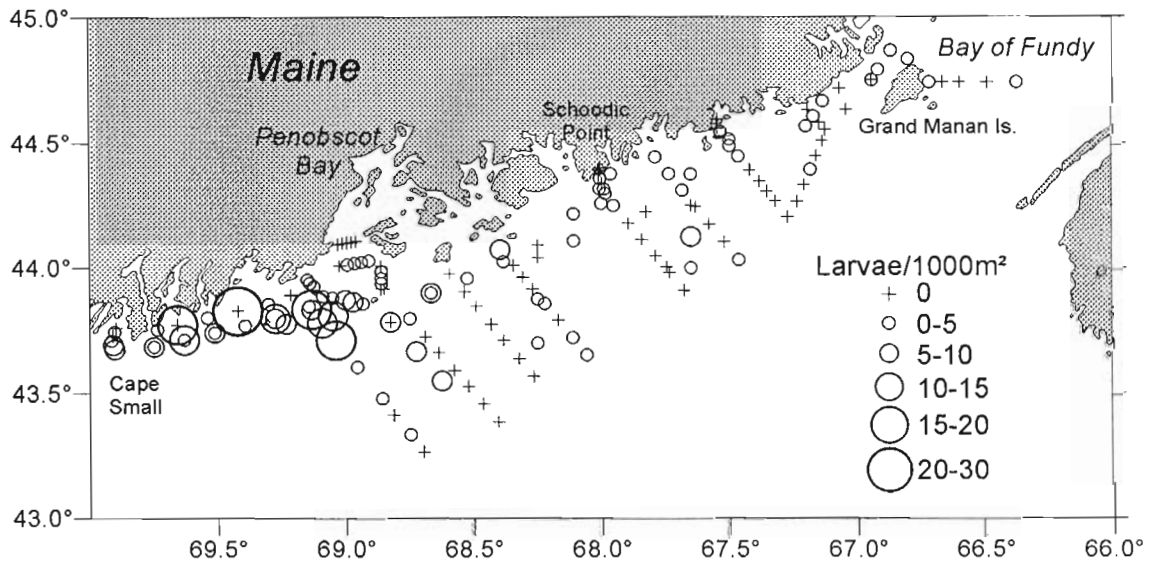 45.0°
44.5°
44.0°
43.5°
43.0°
Maine
Bay of Fundy
Schoodic
Point
Penobscot
Bay
Grand Manan Is.
Cape
Small
Larvae/1000m²
+ 0
0-5
5-10
10-15
15-20
20-30
69.5° 69.0° 68.5° 68.0° 67.5° 67.0° 66.5° 66.0°